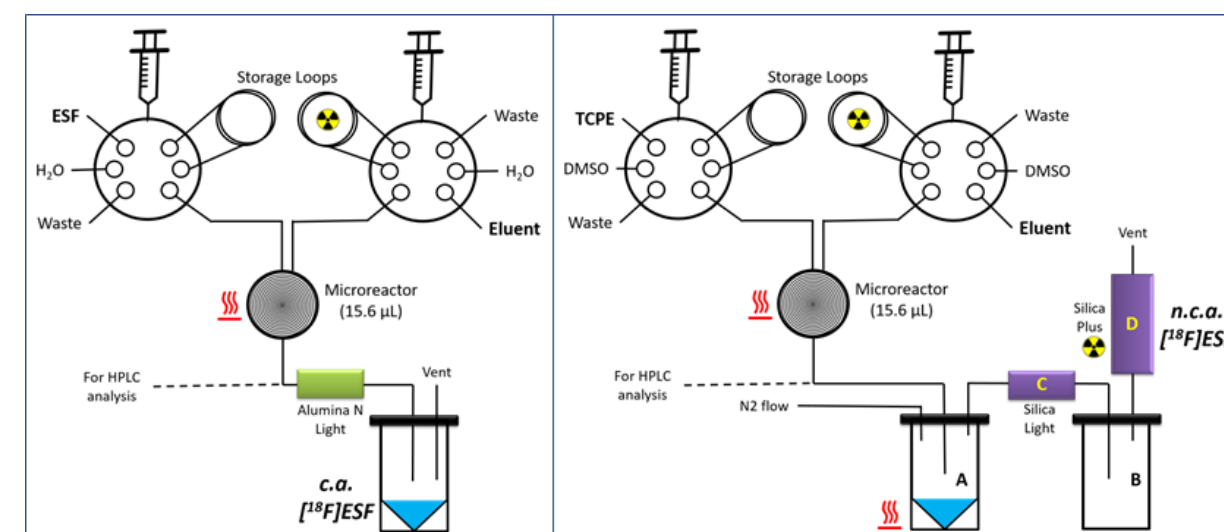 Storage Loops
ESF
Waste
H₂O
H₂O
Waste
Eluent
Microreactor
(15.6 µL)
For HPLC
analysis
Vent
Alumina N
Light
c.a.
[¹⁸F]ESF
Storage Loops
TCPE
Waste
DMSO
DMSO
Waste
Eluent
Vent
Microreactor
(15.6 µL)
Silica
Plus
D
n.c.a.
[¹⁸F]ES
For HPLC
analysis
N2 flow
C
Silica
Light
A
B